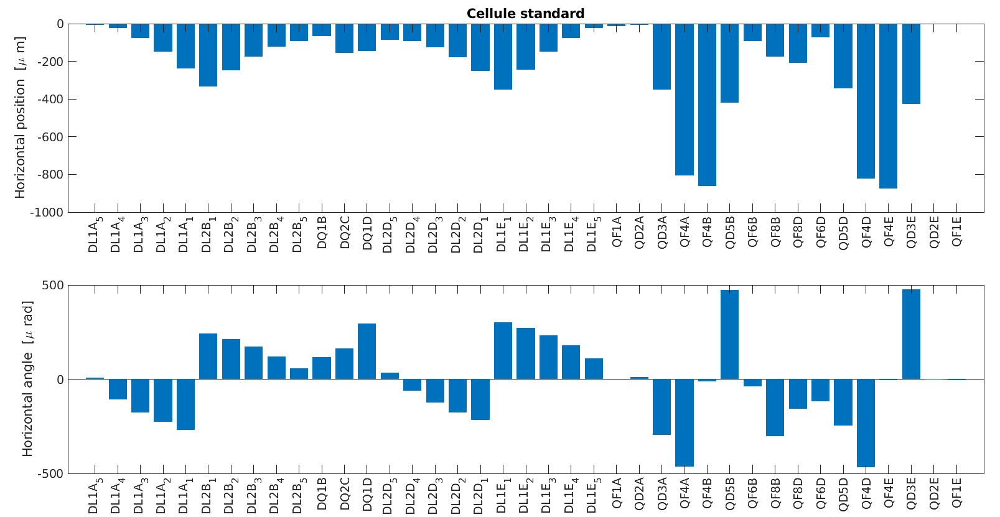 Cellule standard
Horizontal position [μ m]
0
-200
-400
-600
-800
-1000
DL1A5
DL1A4
DL1A3
DL1A2
DL1A1
DL2B1
DL2B2
DL2B3
DL2B4
DL2B5
DQ1B
DQ2C
DQ1D
DL2D5
DL2D4
DL2D3
DL2D2
DL2D1
DL1E1
DL1E2
DL1E3
DL1E4
DL1E5
QF1A
QD2A
QD3A
QF4A
QF4B
QD5B
QF6B
QF8B
QF8D
QF6D
QD5D
QF4D
QF4E
QD3E
QD2E
QF1E
Horizontal angle [μ rad]
500
0
-500
DL1A5
DL1A4
DL1A3
DL1A2
DL1A1
DL2B1
DL2B2
DL2B3
DL2B4
DL2B5
DQ1B
DQ2C
DQ1D
DL2D5
DL2D4
DL2D3
DL2D2
DL2D1
DL1E1
DL1E2
DL1E3
DL1E4
DL1E5
QF1A
QD2A
QD3A
QF4A
QF4B
QD5B
QF6B
QF8B
QF8D
QF6D
QD5D
QF4D
QF4E
QD3E
QD2E
QF1E